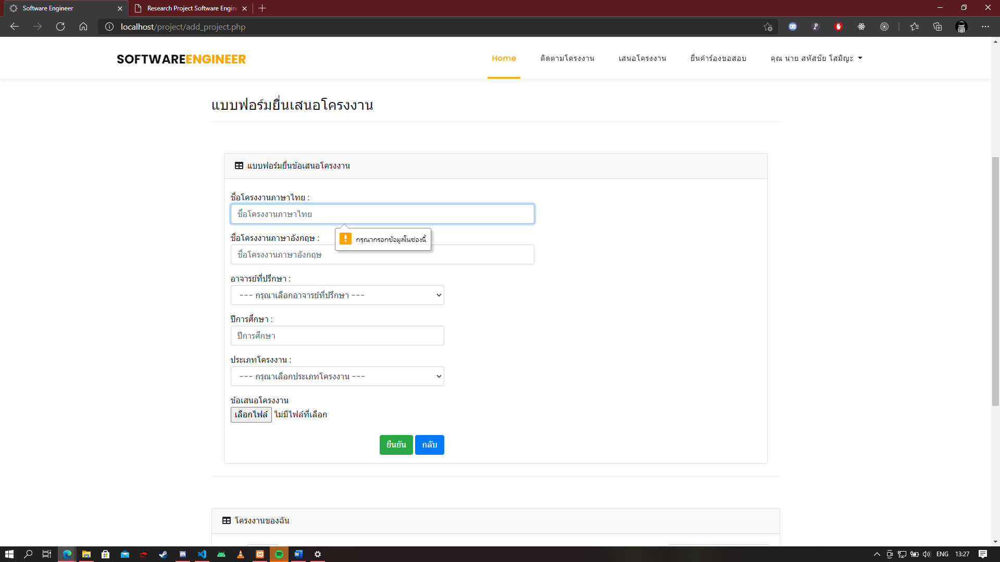 Software Engineer
Research Project Software Engin
localhost/project/add_project.php
SOFTWAREENGINEER
Home
ติดตามโครงงาน
เสนอโครงงาน
ยื่นคำร้องขอสอบ
คุณ นาย สหัสชัย โสมิญะ
แบบฟอร์มยื่นเสนอโครงงาน
แบบฟอร์มยื่นข้อเสนอโครงงาน
ชื่อโครงงานภาษาไทย :
ชื่อโครงงานภาษาไทย
กรุณากรอกข้อมูลในช่องนี้
ชื่อโครงงานภาษาอังกฤษ :
ชื่อโครงงานภาษาอังกฤษ
อาจารย์ที่ปรึกษา :
--- กรุณาเลือกอาจารย์ที่ปรึกษา ---
ปีการศึกษา :
ปีการศึกษา
ประเภทโครงงาน :
--- กรุณาเลือกประเภทโครงงาน ---
ข้อเสนอโครงงาน
เลือกไฟล์ ไม่มีไฟล์ที่เลือก
ยืนยัน
กลับ
โครงงานของฉัน
ENG
13:27